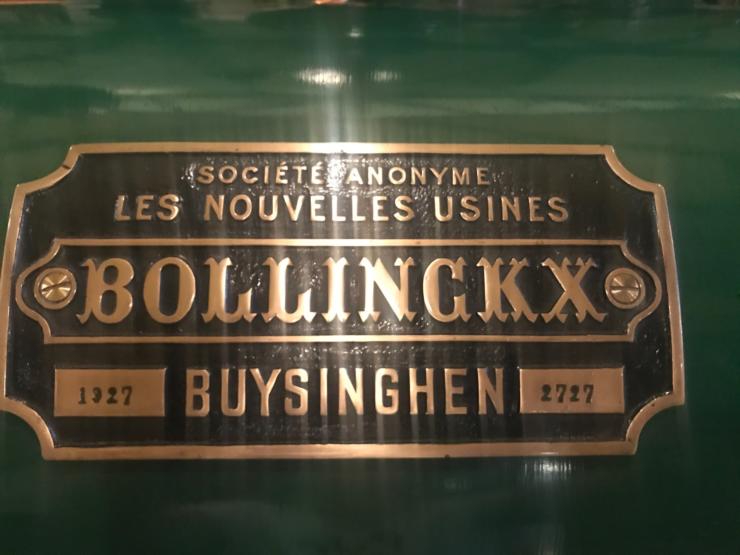 SOCIÉTÉ ANONYME
LES NOUVELLES USINES
BOLLINCKX
1927 BUYSINGHEN 2727